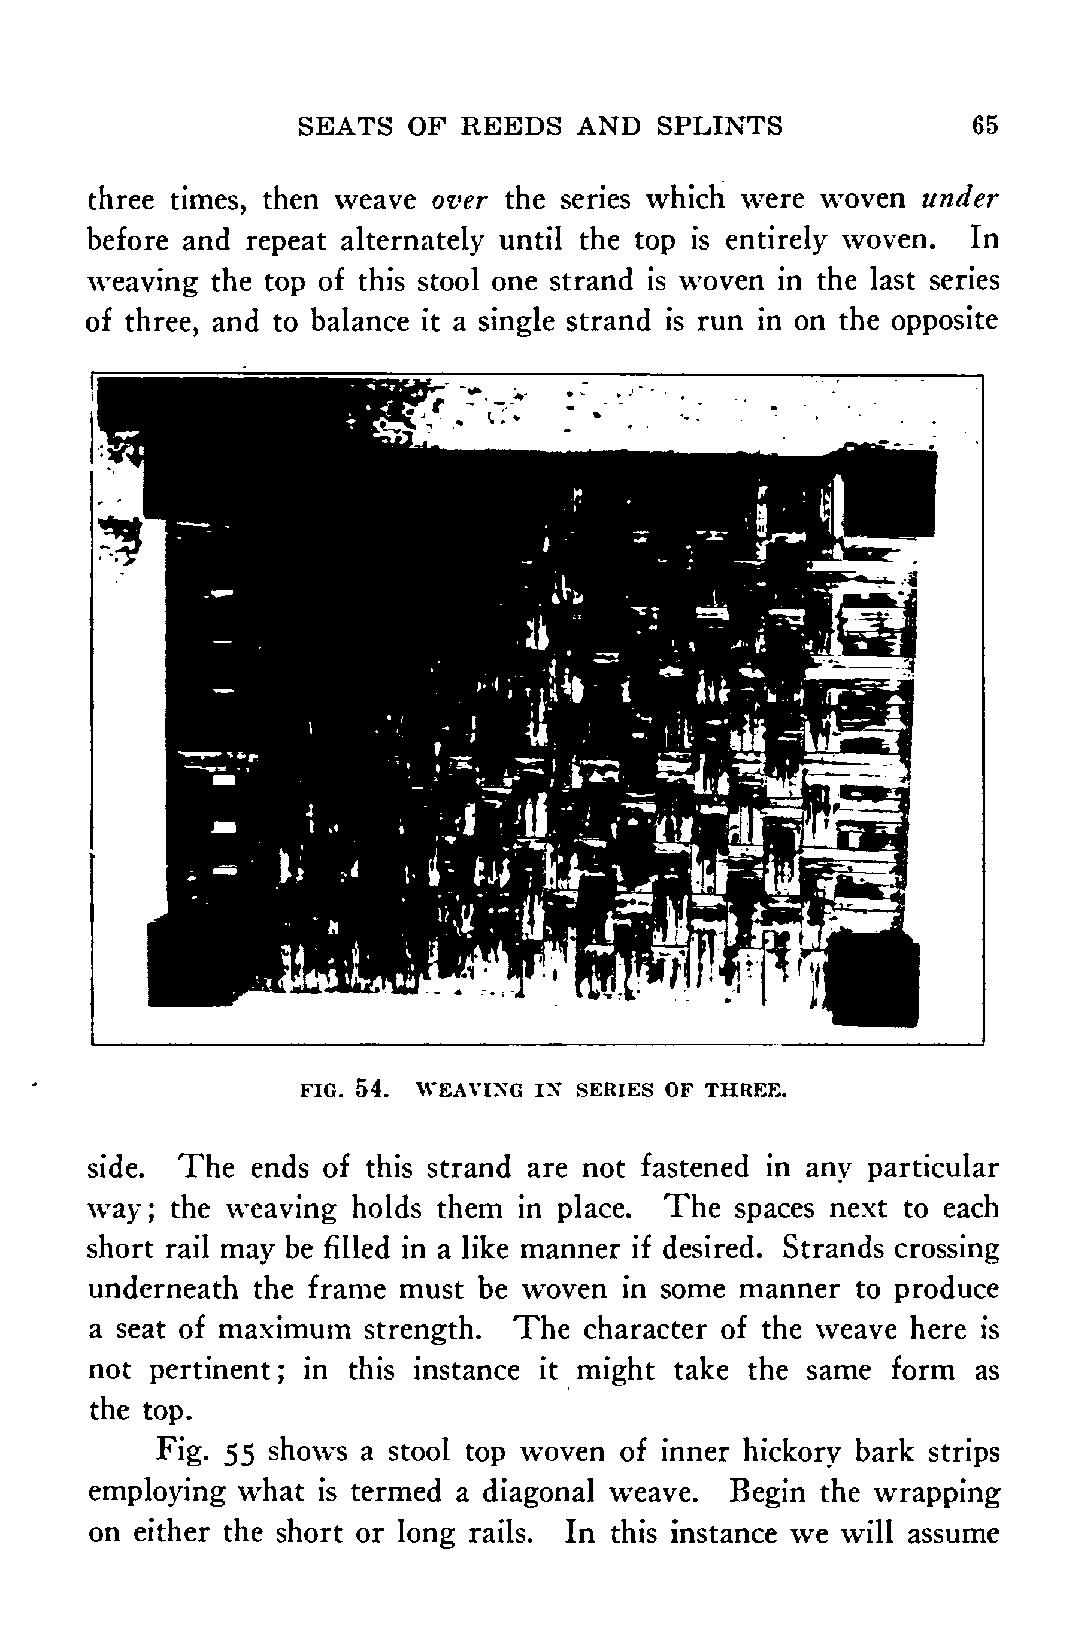 SEATS OF REEDS AND SPLINTS 65
three times, then weave over the series which were woven under
before and repeat alternately until the top is entirely woven. In
weaving the top of this stool one strand is woven in the last series
of three, and to balance it a single strand is run in on the opposite
FIG. 54. WEAVING IN SERIES OF THREE.
side. The ends of this strand are not fastened in any particular
way; the weaving holds them in place. The spaces next to each
short rail may be filled in a like manner if desired. Strands crossing
underneath the frame must be woven in some manner to produce
a seat of maximum strength. The character of the weave here is
not pertinent; in this instance it might take the same form as
the top.
Fig. 55 shows a stool top woven of inner hickory bark strips
employing what is termed a diagonal weave. Begin the wrapping
on either the short or long rails. In this instance we will assume